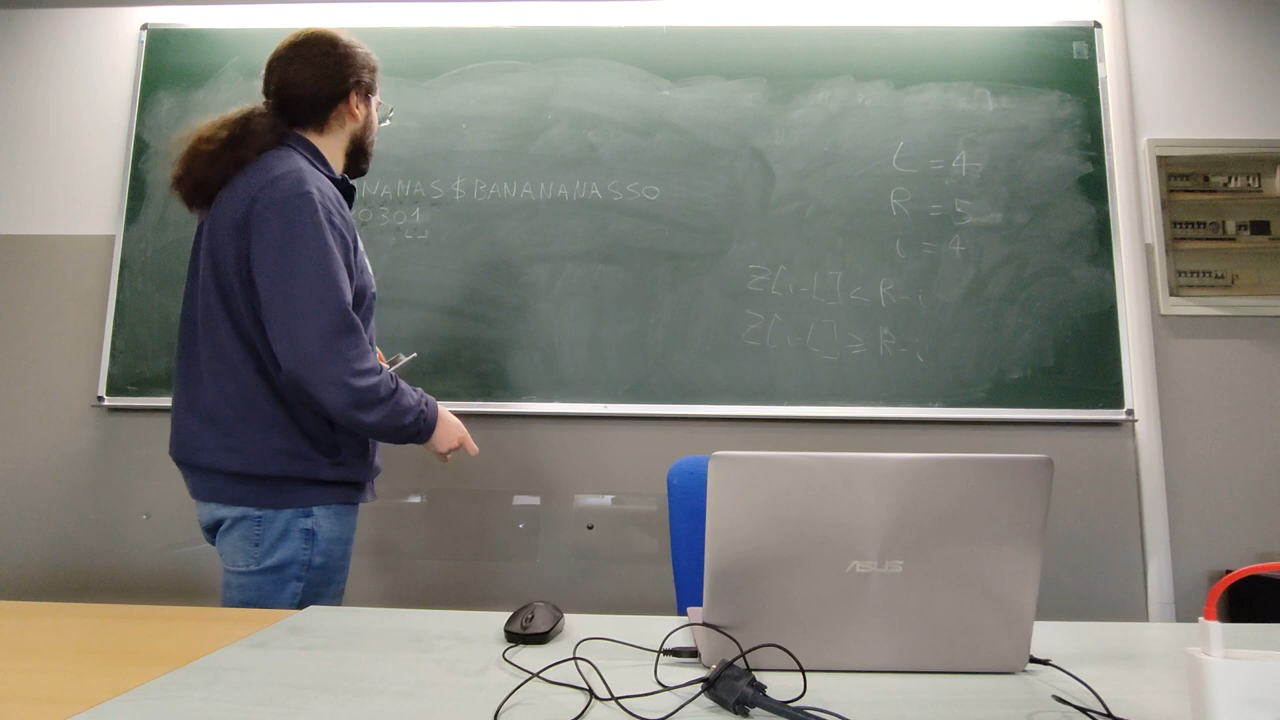 NANAS$BANANANASSO
0301
L = 4
R = 5
i = 4
Z[i-L] < R-i
Z[i-L] ≥ R-i
ASUS